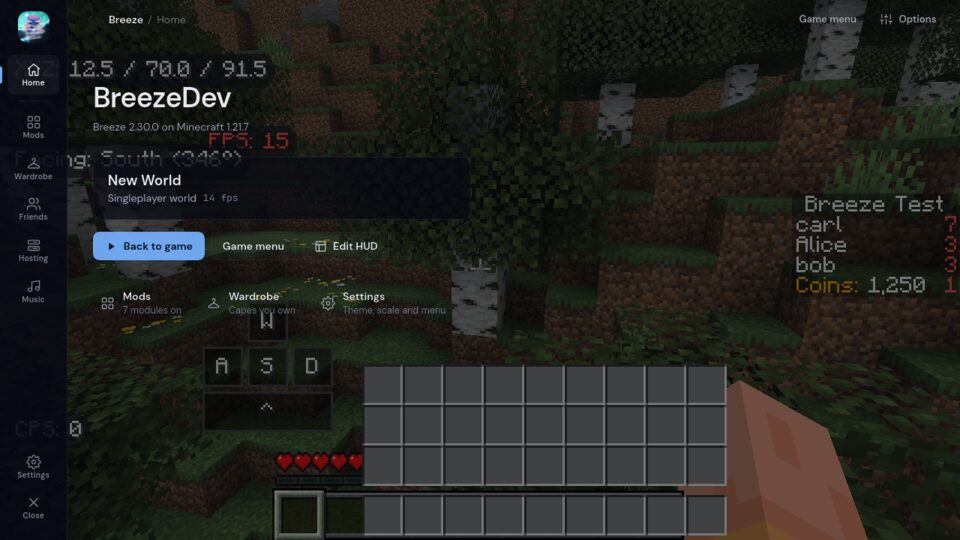 Breeze / Home
Game menu
Options
Home
12.5 / 70.0 / 91.5
BreezeDev
Breeze 2.30.0 on Minecraft 1.21.7
FPS: 15
Mods
Facing: South (346°)
Wardrobe
New World
Singleplayer world 14 fps
Friends
Breeze Test
carl 7
Alice 3
bob 3
Coins: 1,250 1
Hosting
Back to game
Game menu
Edit HUD
Music
Mods
7 modules on
Wardrobe
Capes you own
Settings
Theme, scale and menu
W
A S D
^
CPS: 0
Settings
Close